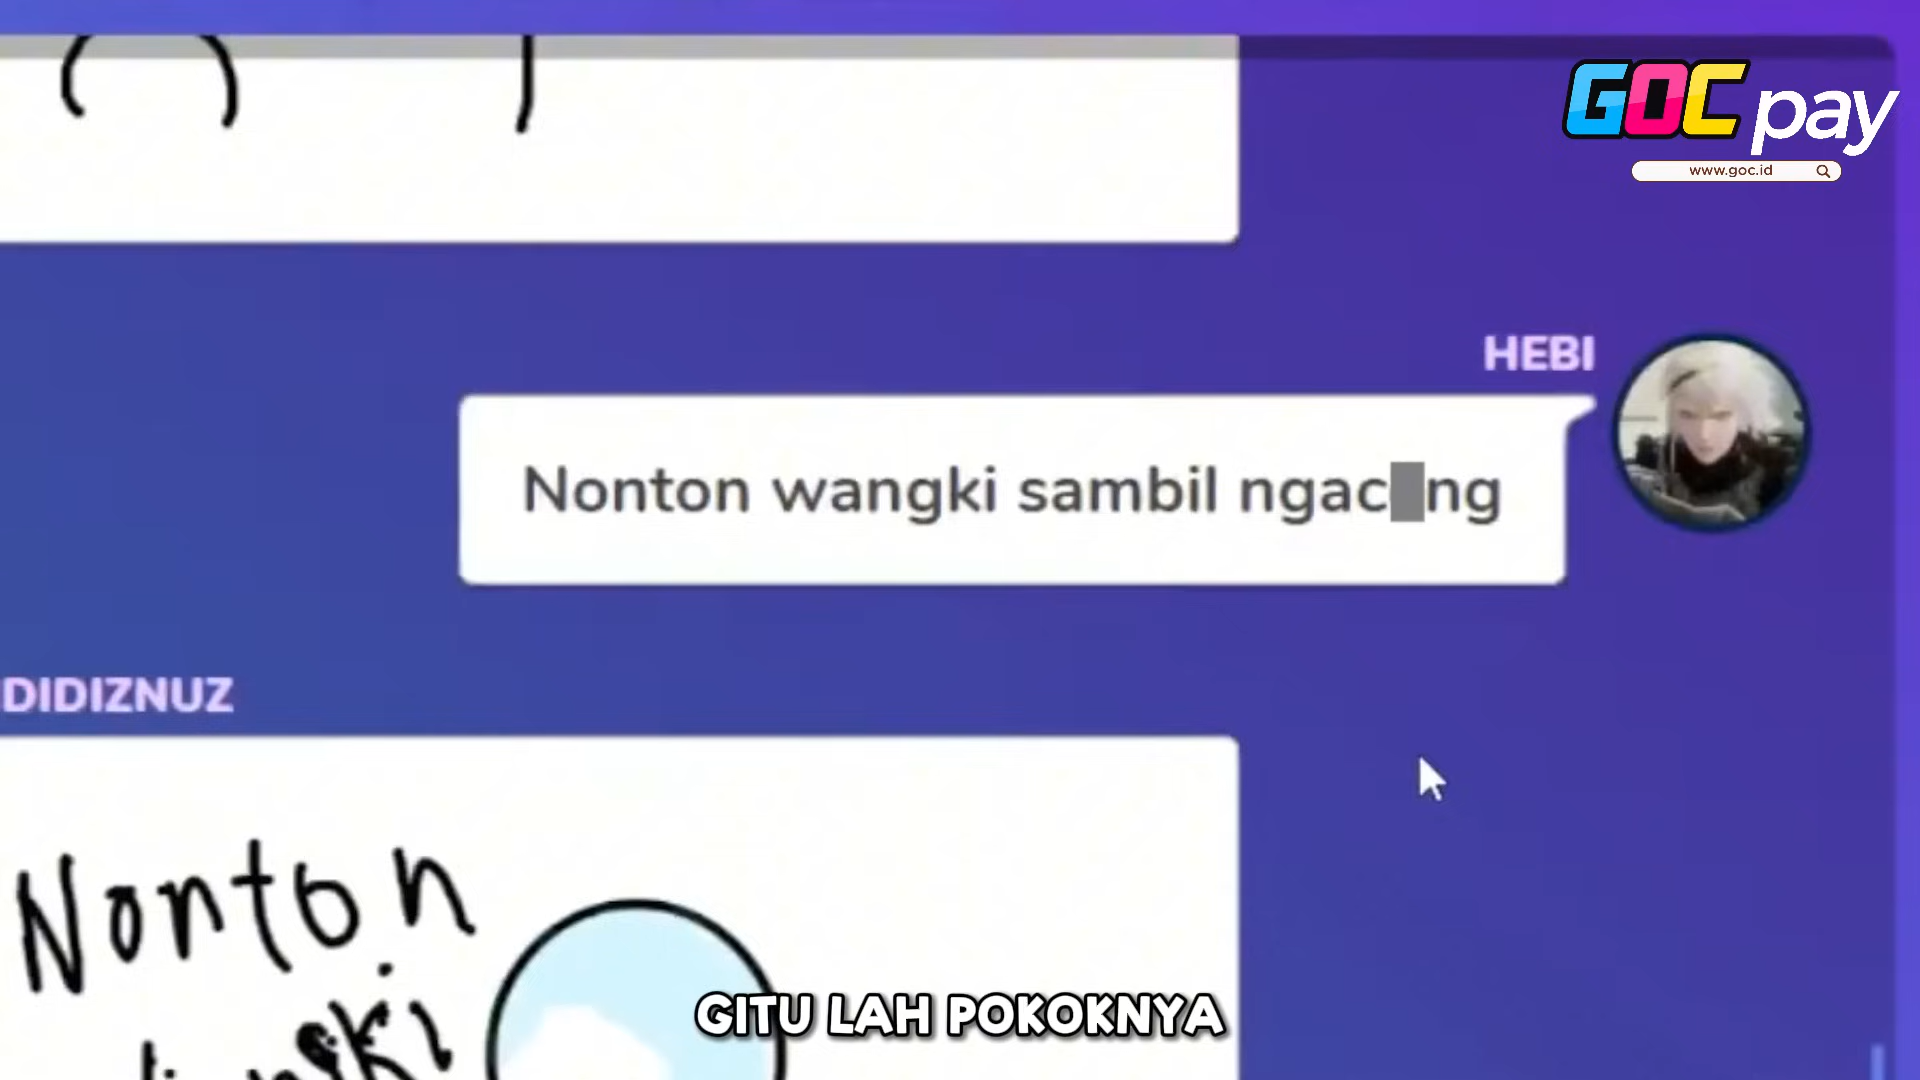 GOC pay
www.goc.id
HEBI
Nonton wangki sambil ngac ng
DIDIZNUZ
Nonton
GITU LAH POKOKNYA